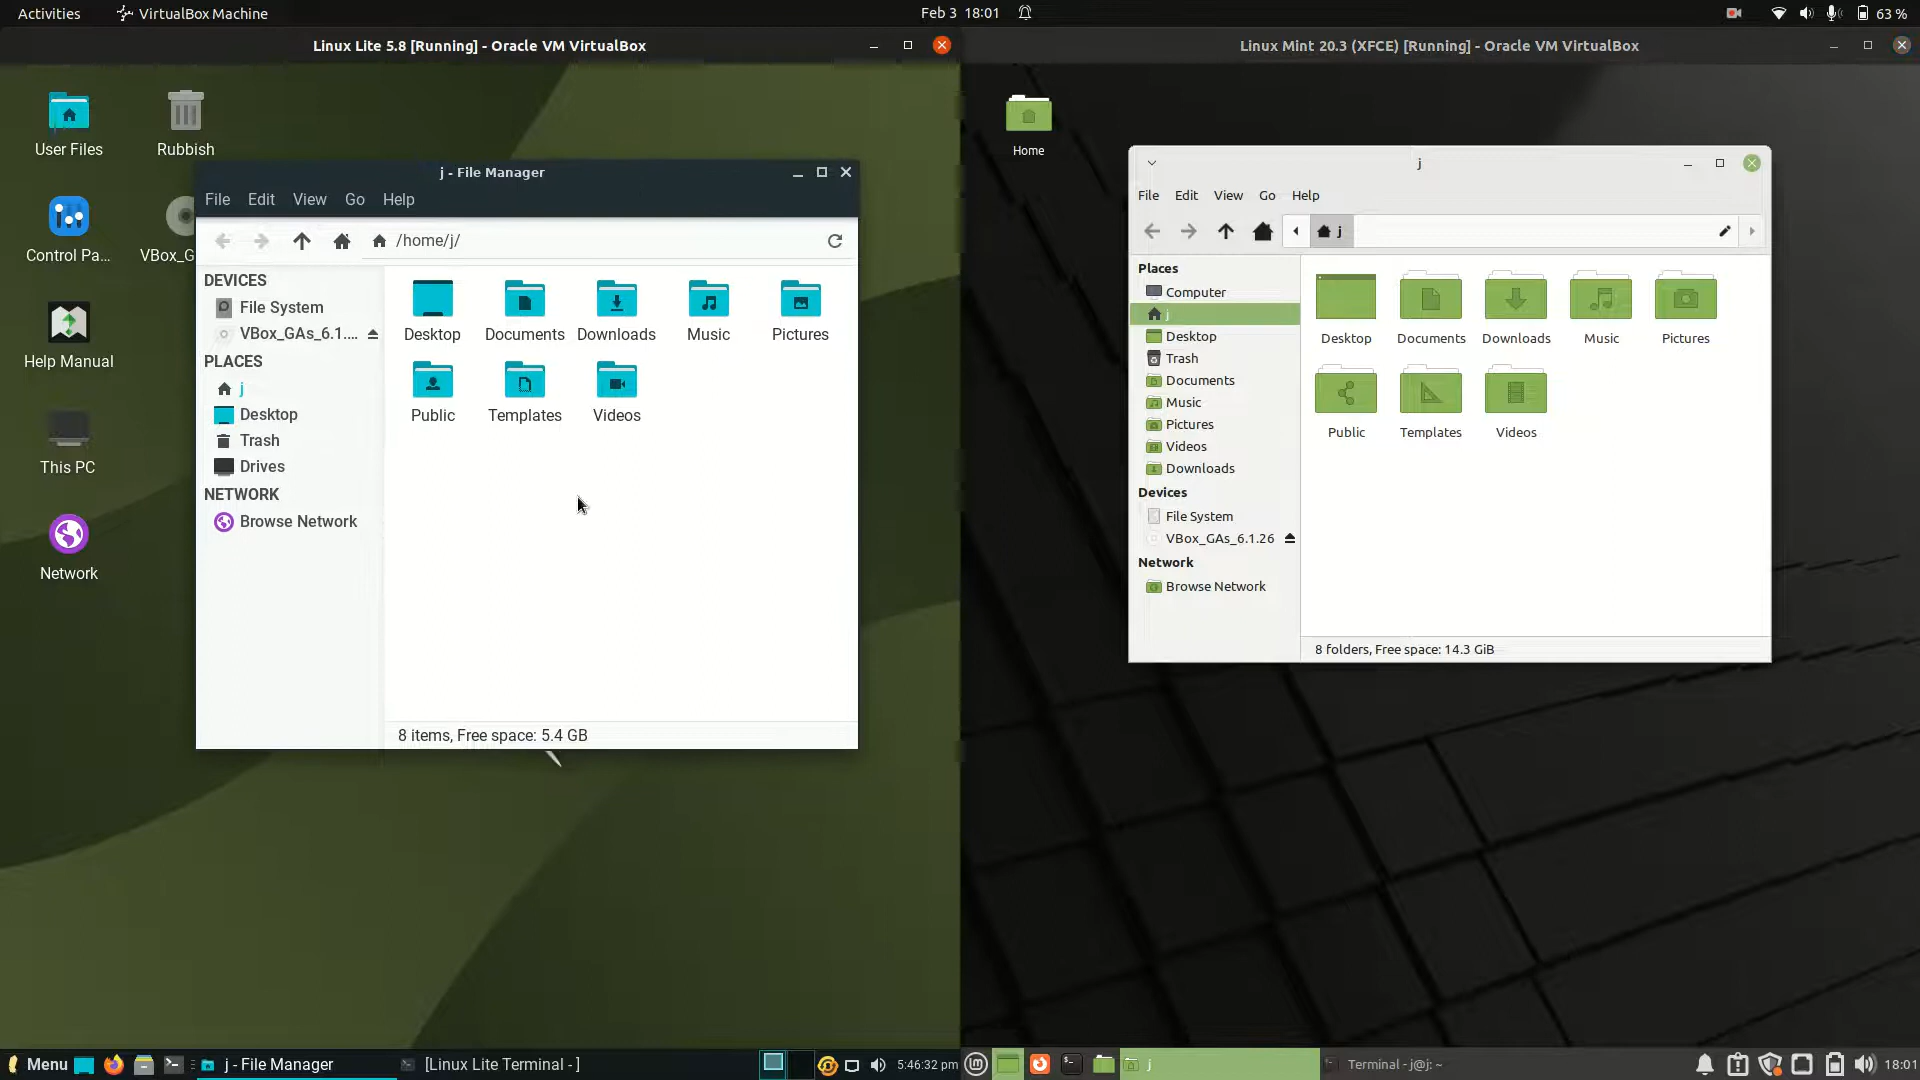 Activities
VirtualBox Machine
Feb 3 18:01
63 %
Linux Lite 5.8 [Running] - Oracle VM VirtualBox
User Files
Rubbish
Control Pa...
VBox_G
Help Manual
This PC
Network
j - File Manager
File Edit View Go Help
/home/j/
DEVICES
File System
VBox_GAs_6.1....
PLACES
j
Desktop
Trash
Drives
NETWORK
Browse Network
Desktop Documents Downloads Music Pictures
Public Templates Videos
8 items, Free space: 5.4 GB
Menu
j - File Manager
[Linux Lite Terminal - ]
5:46:32 pm
Linux Mint 20.3 (XFCE) [Running] - Oracle VM VirtualBox
Home
j
File Edit View Go Help
j
Places
Computer
j
Desktop
Trash
Documents
Music
Pictures
Videos
Downloads
Devices
File System
VBox_GAs_6.1.26
Network
Browse Network
Desktop Documents Downloads Music Pictures
Public Templates Videos
8 folders, Free space: 14.3 GiB
j
Terminal - j@j: ~
18:01